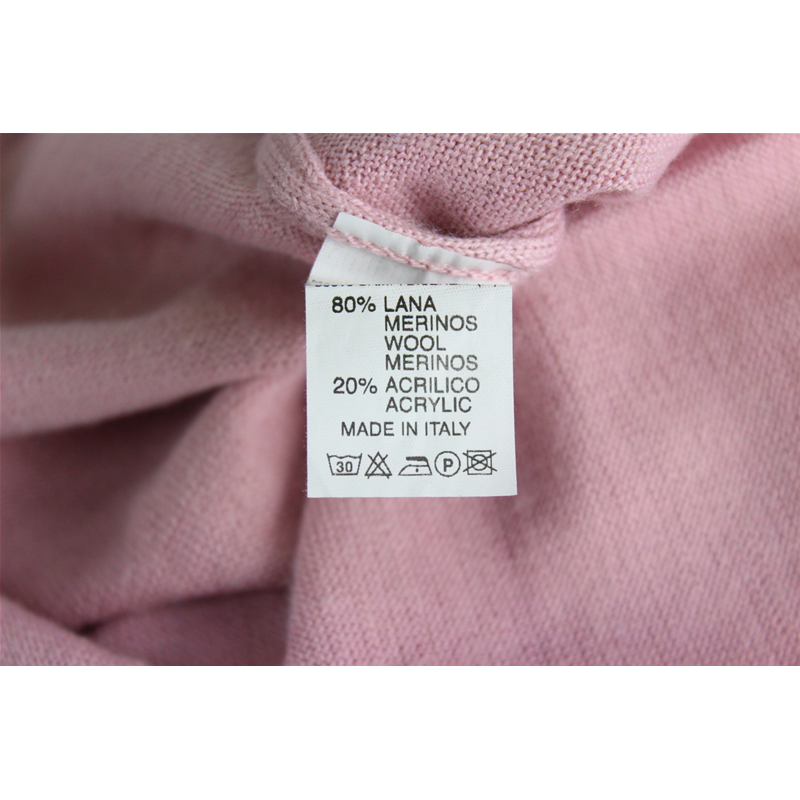 80% LANA
MERINOS
WOOL
MERINOS
20% ACRILICO
ACRYLIC
MADE IN ITALY
30 P